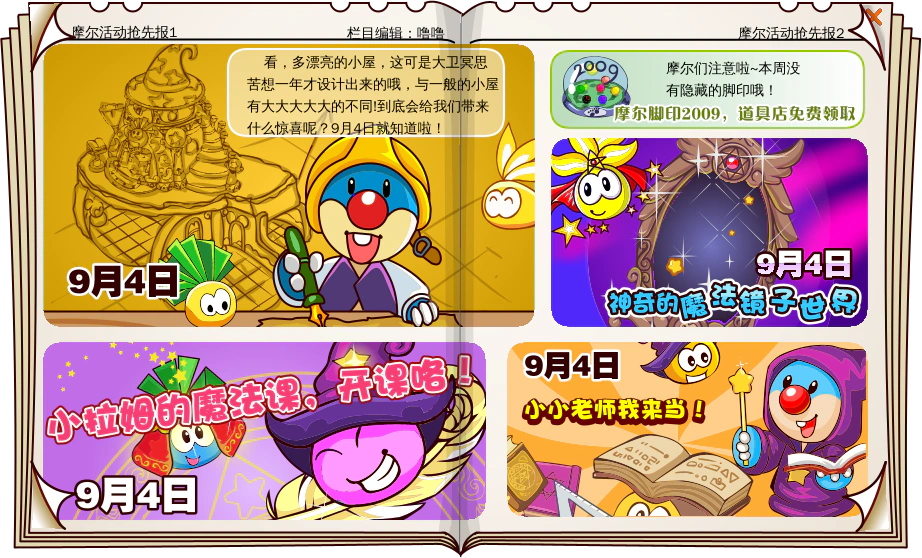 摩尔活动抢先报1
栏目编辑：噜噜
摩尔活动抢先报2
看，多漂亮的小屋，这可是大卫冥思
苦想一年才设计出来的哦，与一般的小屋
有大大大大大的不同!到底会给我们带来
什么惊喜呢？9月4日就知道啦！
9月4日
2009
摩尔们注意啦~本周没
有隐藏的脚印哦！
摩尔脚印2009，道具店免费领取
9月4日
神奇的魔法镜子世界
小拉姆的魔法课，开课咯！
9月4日
9月4日
小小老师我来当！